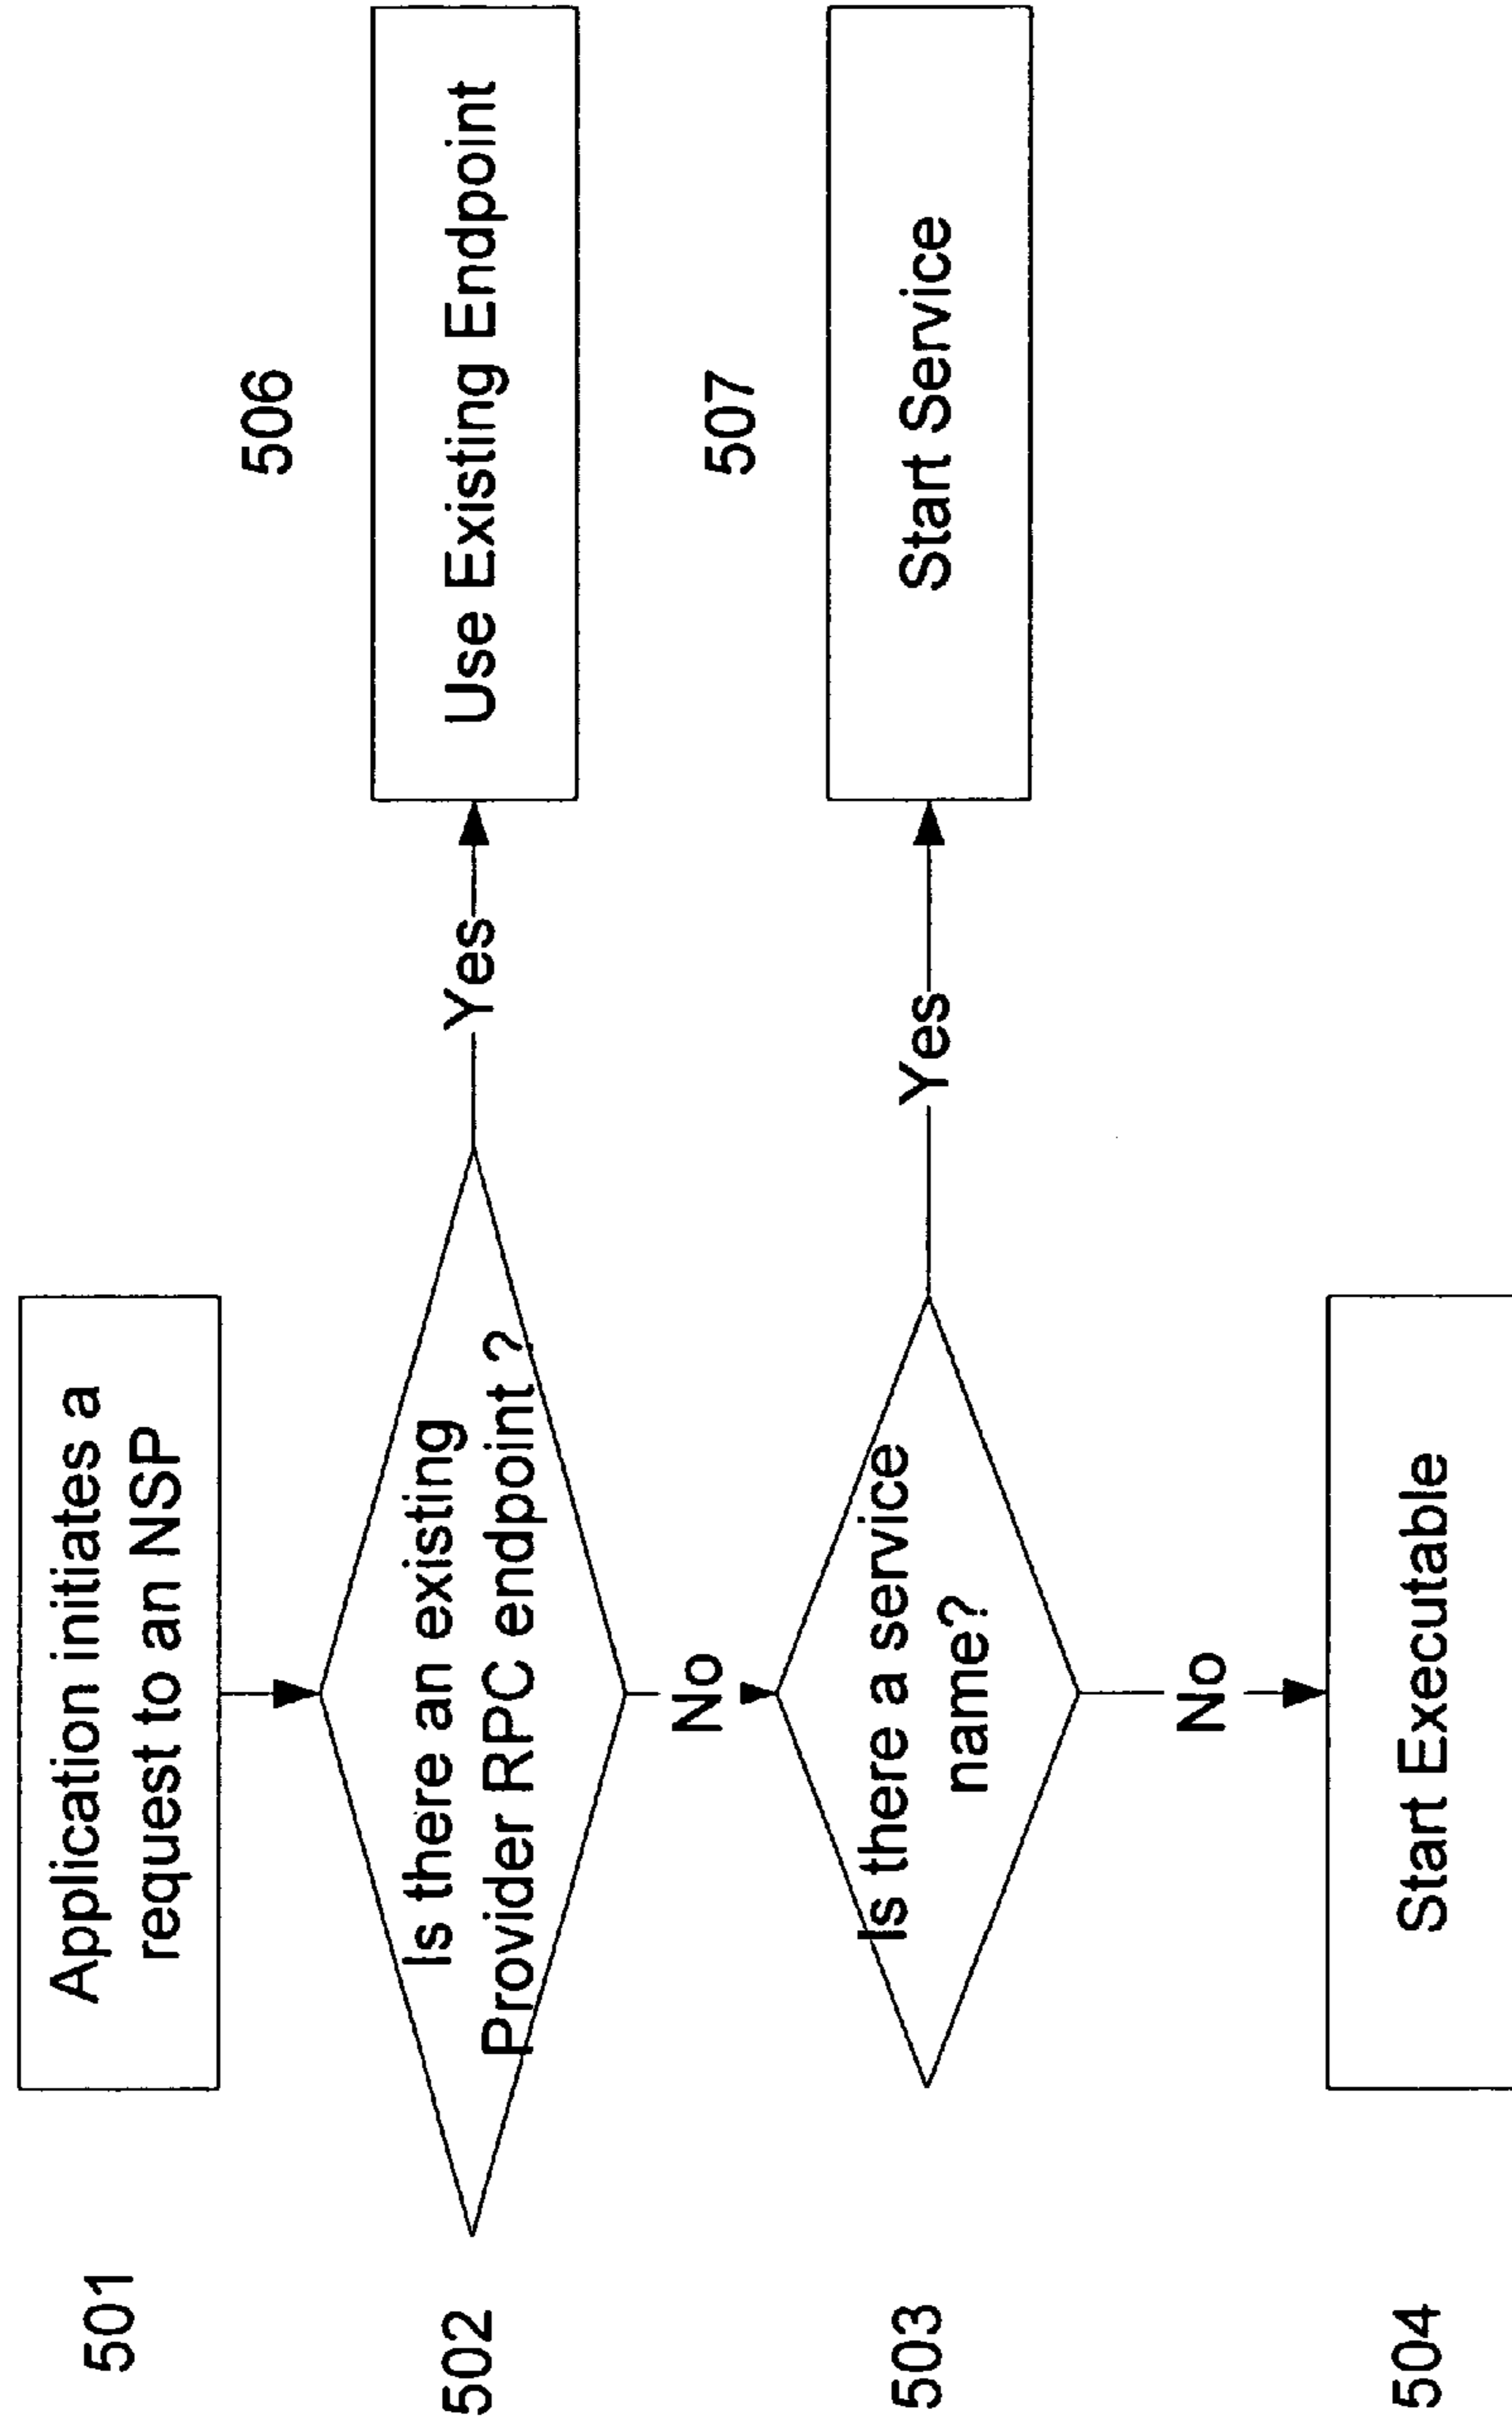 501
Application initiates a
request to an NSP
506
502
Is there an existing
Provider RPC endpoint ?
Yes
Use Existing Endpoint
No
507
503
Is there a service
name?
Yes
Start Service
No
504
Start Executable